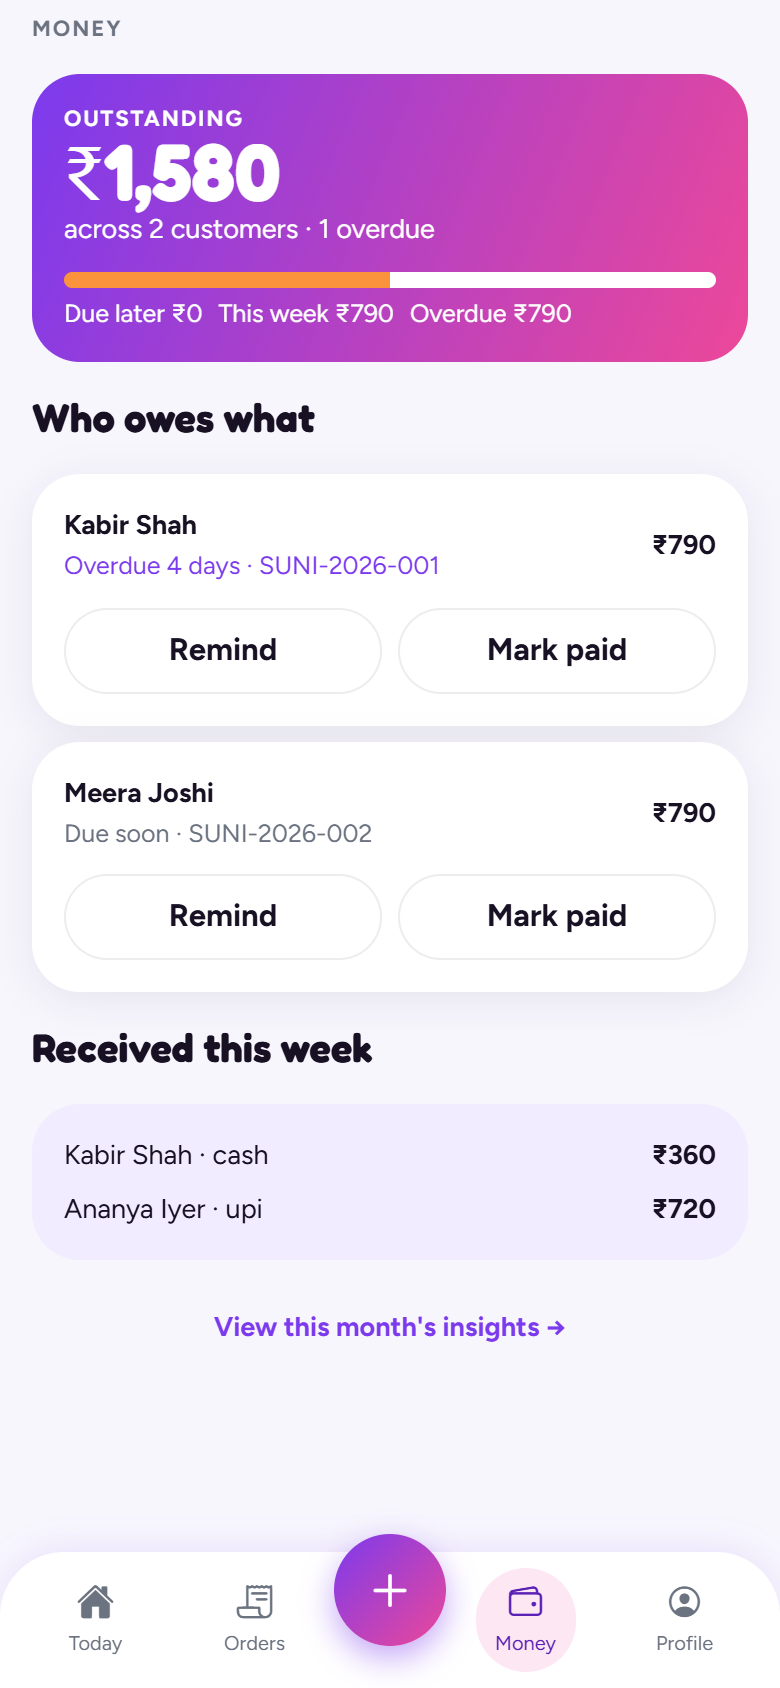 MONEY
OUTSTANDING
₹1,580
across 2 customers · 1 overdue
Due later ₹0 This week ₹790 Overdue ₹790
Who owes what
Kabir Shah
₹790
Overdue 4 days · SUNI-2026-001
Remind Mark paid
Meera Joshi
₹790
Due soon · SUNI-2026-002
Remind Mark paid
Received this week
Kabir Shah · cash ₹360
Ananya Iyer · upi ₹720
View this month's insights →
Today Orders Money Profile